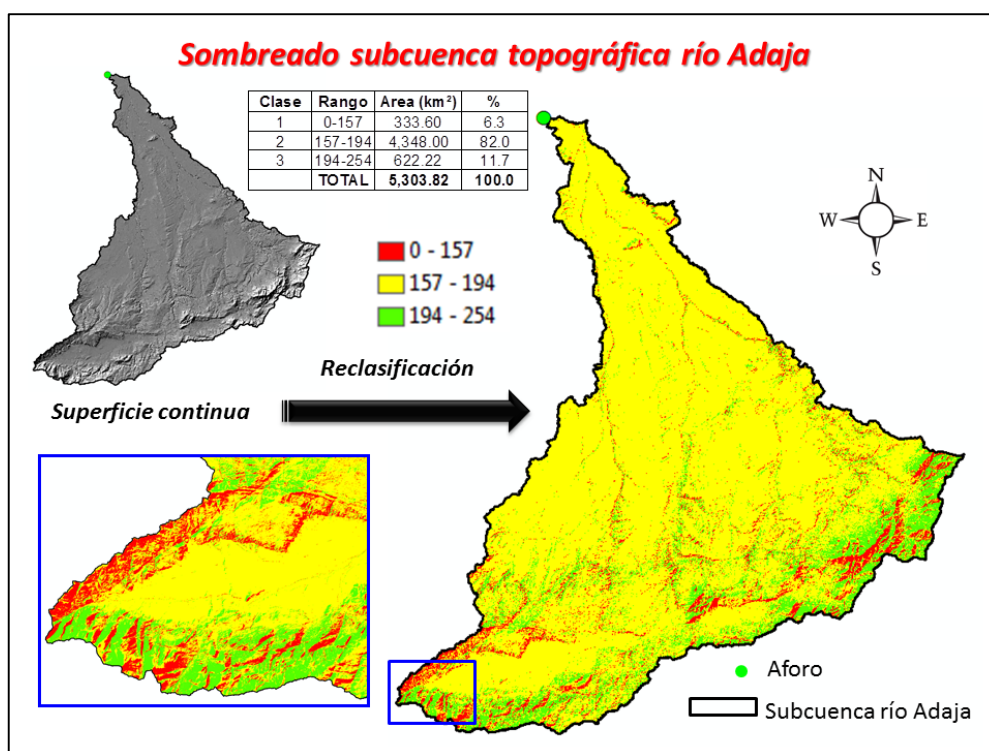 Sombreado subcuenca topográfica río Adaja
Clase Rango Area (km²) %
1 0-157 333.60 6.3
2 157-194 4,348.00 82.0
3 194-254 622.22 11.7
TOTAL 5,303.82 100.0
N
W E
S
0 - 157
157 - 194
194 - 254
Reclasificación
Superficie continua
Aforo
Subcuenca río Adaja